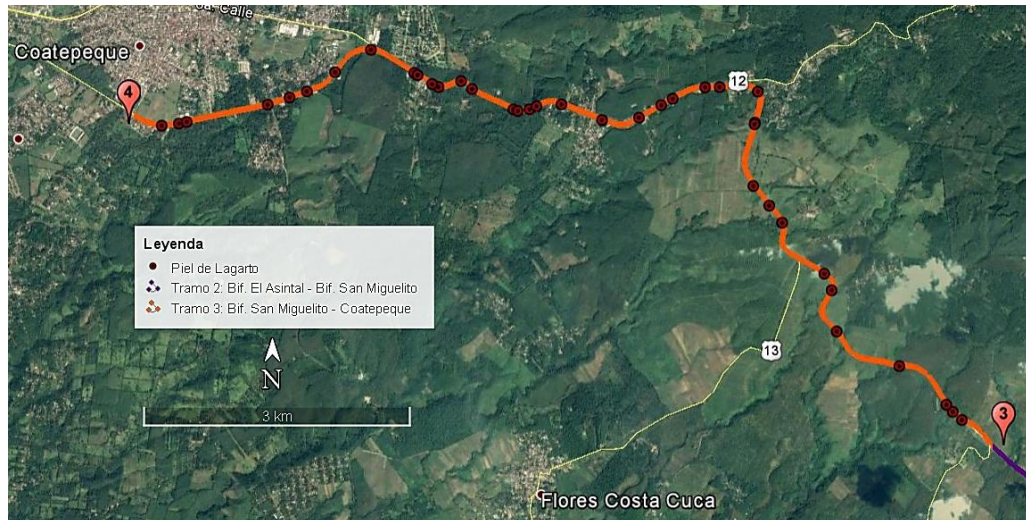 Calle
Coatepeque
4
12
Leyenda
Piel de Lagarto
Tramo 2: Bif. El Asintal - Bif. San Miguelito
Tramo 3: Bif. San Miguelito - Coatepeque
N
3 km
13
3
Flores Costa Cuca